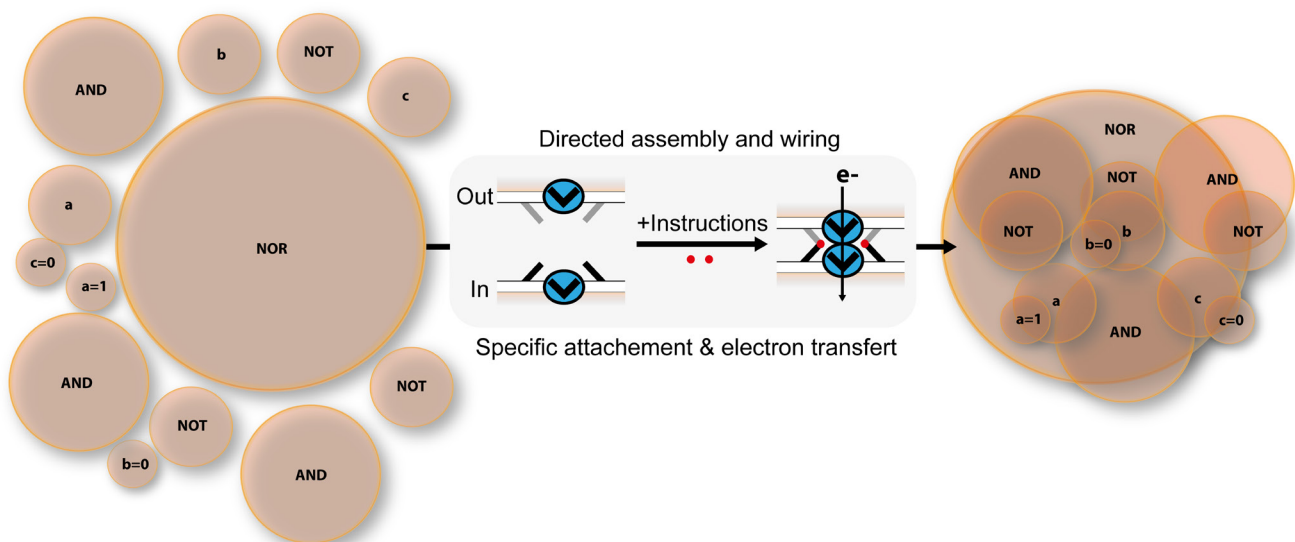 AND
b
NOT
c
a
NOR
c=0
a=1
AND
NOT
NOT
b=0
AND
Directed assembly and wiring
Out
e-
+Instructions
In
Specific attachement & electron transfert
NOR
AND
NOT
AND
NOT
b
NOT
b=0
a
c
a=1
c=0
AND